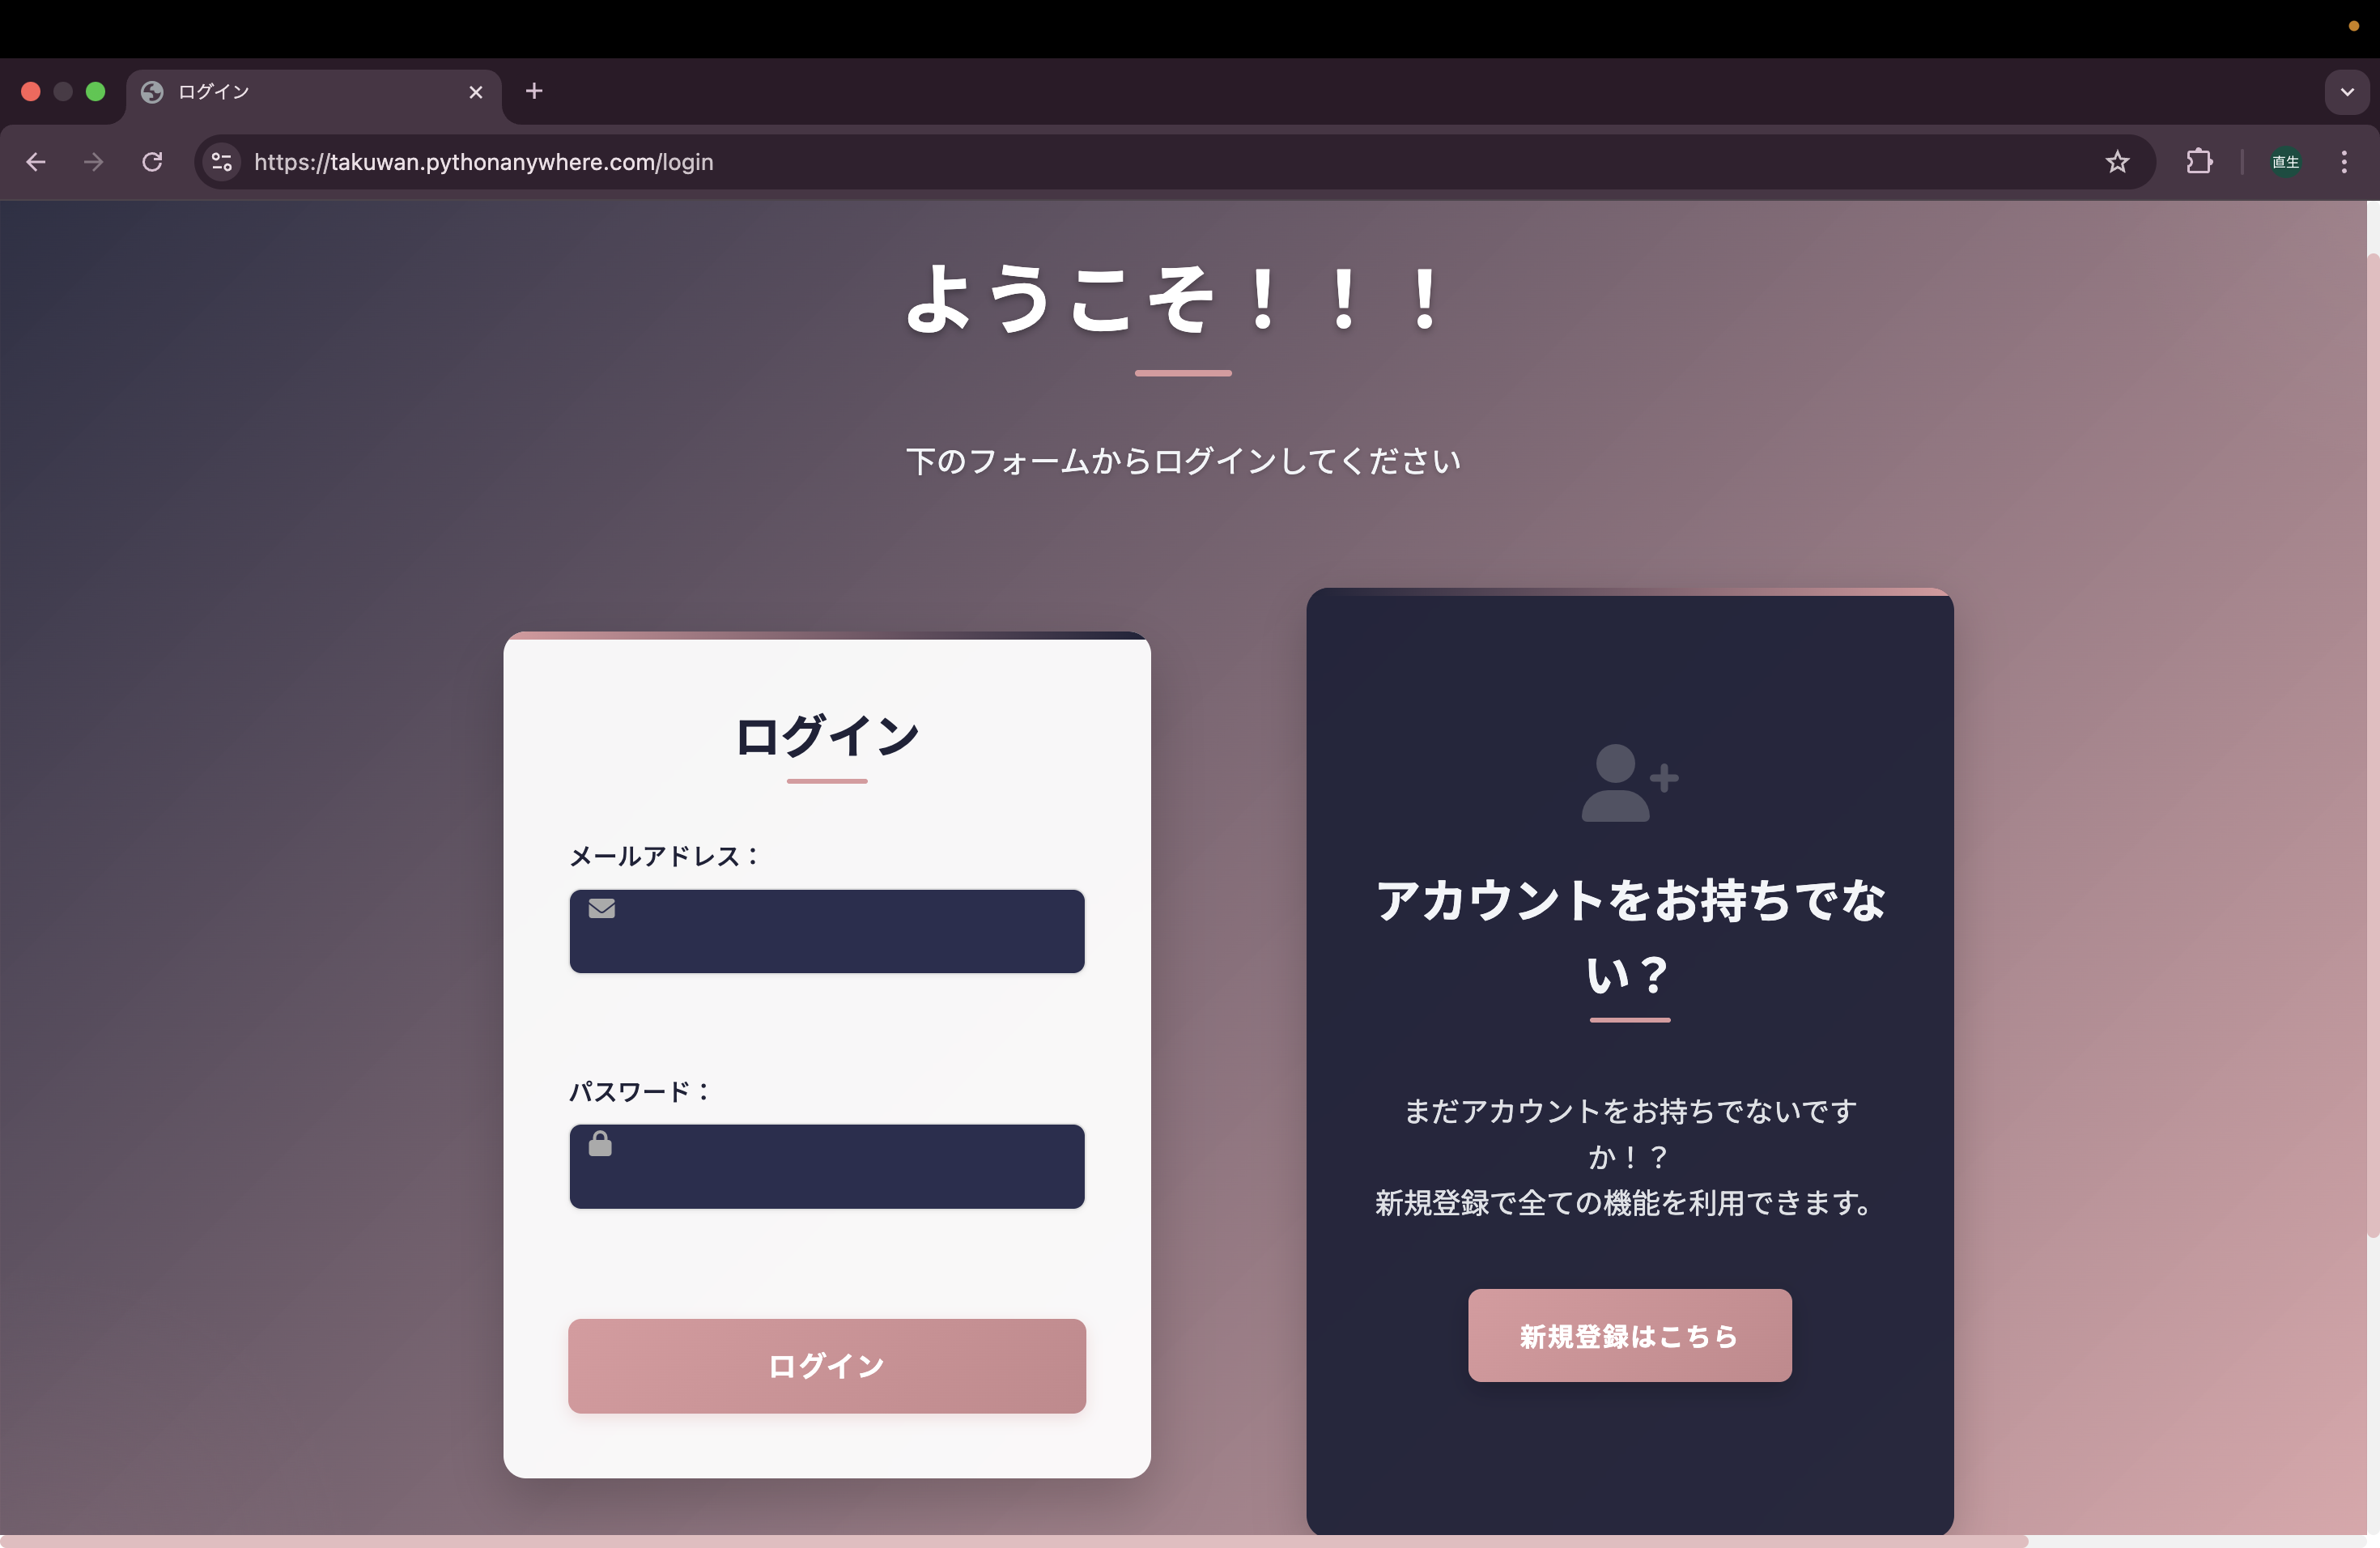 ログイン
https://takuwan.pythonanywhere.com/login
直生
ようこそ！！！
下のフォームからログインしてください
ログイン
メールアドレス：
パスワード：
ログイン
アカウントをお持ちでな
い？
まだアカウントをお持ちでないです
か！？
新規登録で全ての機能を利用できます。
新規登録はこちら